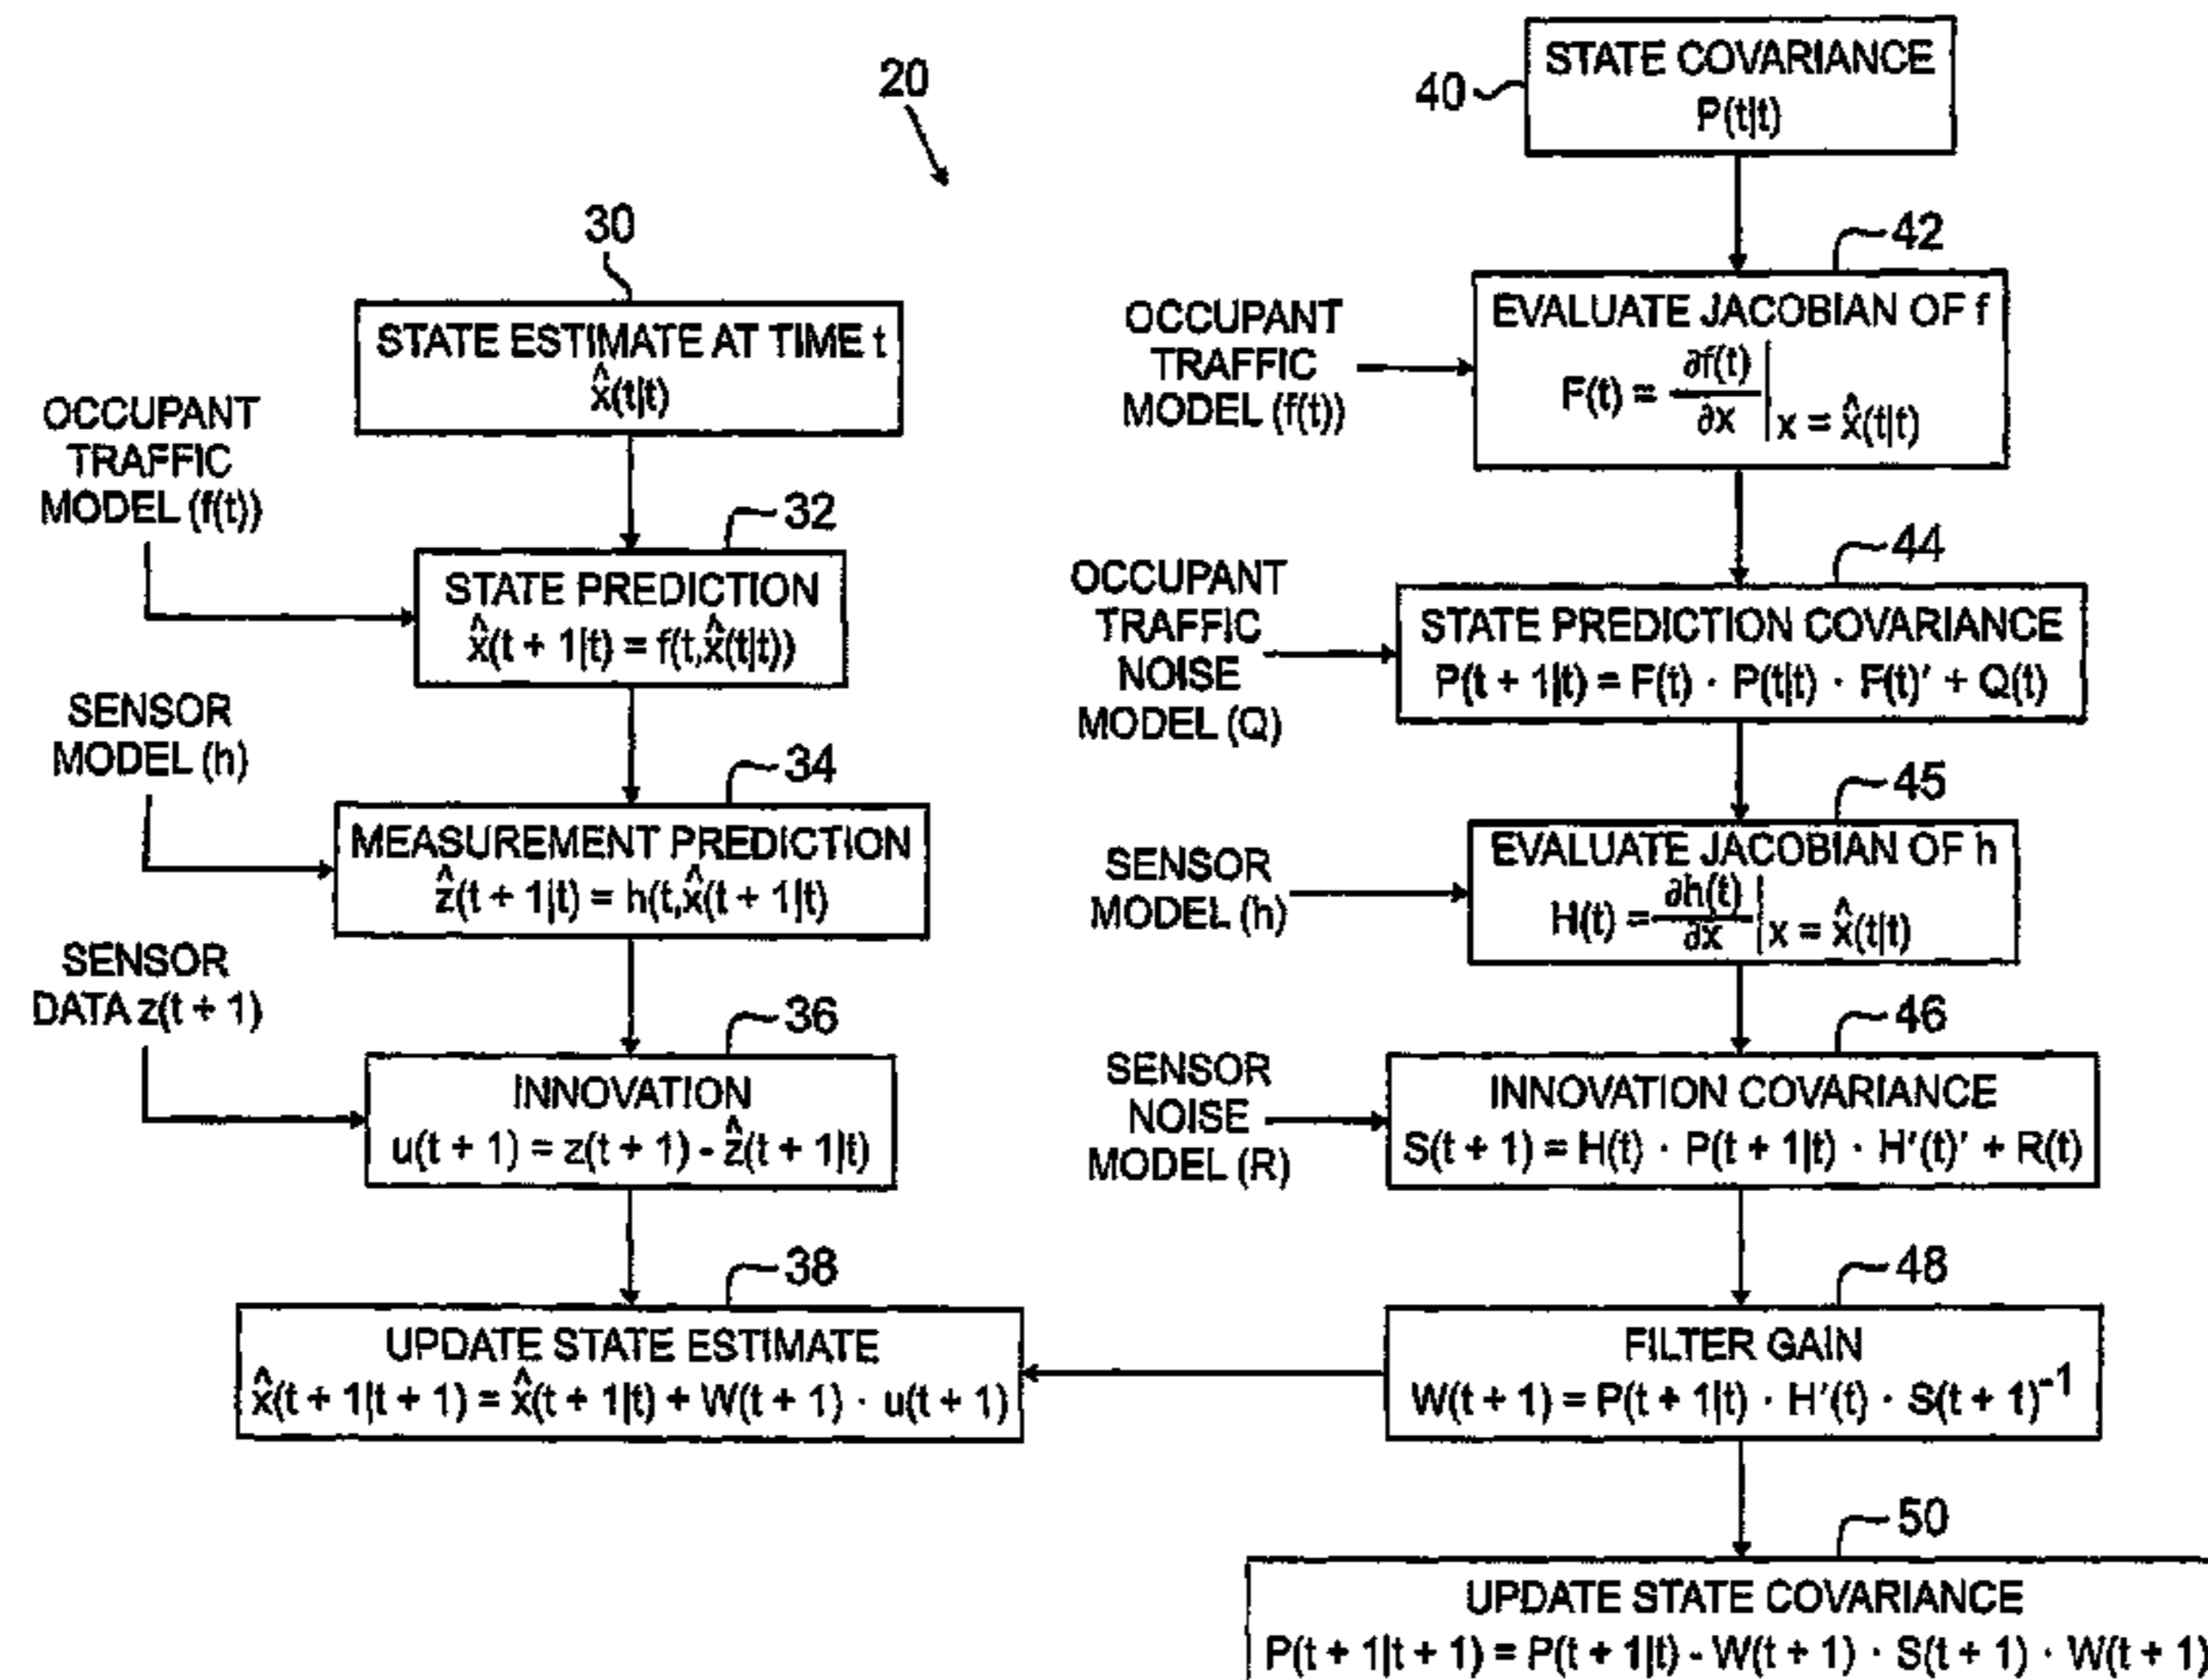 20
30
STATE ESTIMATE AT TIME t
x̂(t|t)
OCCUPANT
TRAFFIC
MODEL (f(t))
32
STATE PREDICTION
x̂(t + 1|t) = f(t,x̂(t|t))
SENSOR
MODEL (h)
34
MEASUREMENT PREDICTION
ẑ(t + 1|t) = h(t,x̂(t + 1|t)
SENSOR
DATA z(t + 1)
36
INNOVATION
u(t + 1) = z(t + 1) - ẑ(t + 1|t)
38
UPDATE STATE ESTIMATE
x̂(t + 1|t + 1) = x̂(t + 1|t) + W(t + 1) · u(t + 1)
40
STATE COVARIANCE
P(t|t)
42
OCCUPANT
TRAFFIC
MODEL (f(t))
EVALUATE JACOBIAN OF f
F(t) = ∂f(t)/∂x | x = x̂(t|t)
44
OCCUPANT
TRAFFIC
NOISE
MODEL (Q)
STATE PREDICTION COVARIANCE
P(t + 1|t) = F(t) · P(t|t) · F(t)′ + Q(t)
45
SENSOR
MODEL (h)
EVALUATE JACOBIAN OF h
H(t) = ∂h(t)/∂x | x = x̂(t|t)
46
SENSOR
NOISE
MODEL (R)
INNOVATION COVARIANCE
S(t + 1) = H(t) · P(t + 1|t) · H′(t)′ + R(t)
48
FILTER GAIN
W(t + 1) = P(t + 1|t) · H′(t) · S(t + 1)⁻¹
50
UPDATE STATE COVARIANCE
P(t + 1|t + 1) = P(t + 1|t) - W(t + 1) · S(t + 1) · W(t + 1)